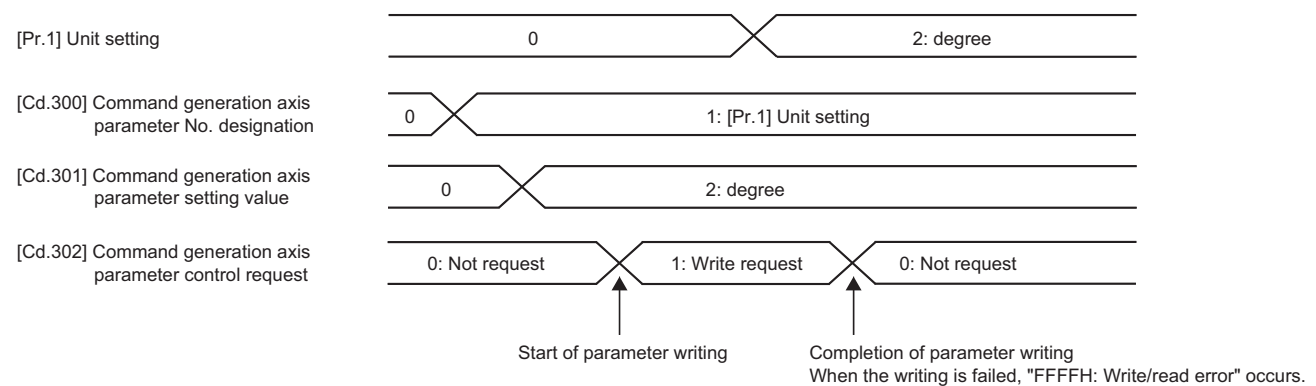 [Pr.1] Unit setting
0
2: degree
[Cd.300] Command generation axis
parameter No. designation
0
1: [Pr.1] Unit setting
[Cd.301] Command generation axis
parameter setting value
0
2: degree
[Cd.302] Command generation axis
parameter control request
0: Not request
1: Write request
0: Not request
Start of parameter writing
Completion of parameter writing
When the writing is failed, "FFFFH: Write/read error" occurs.